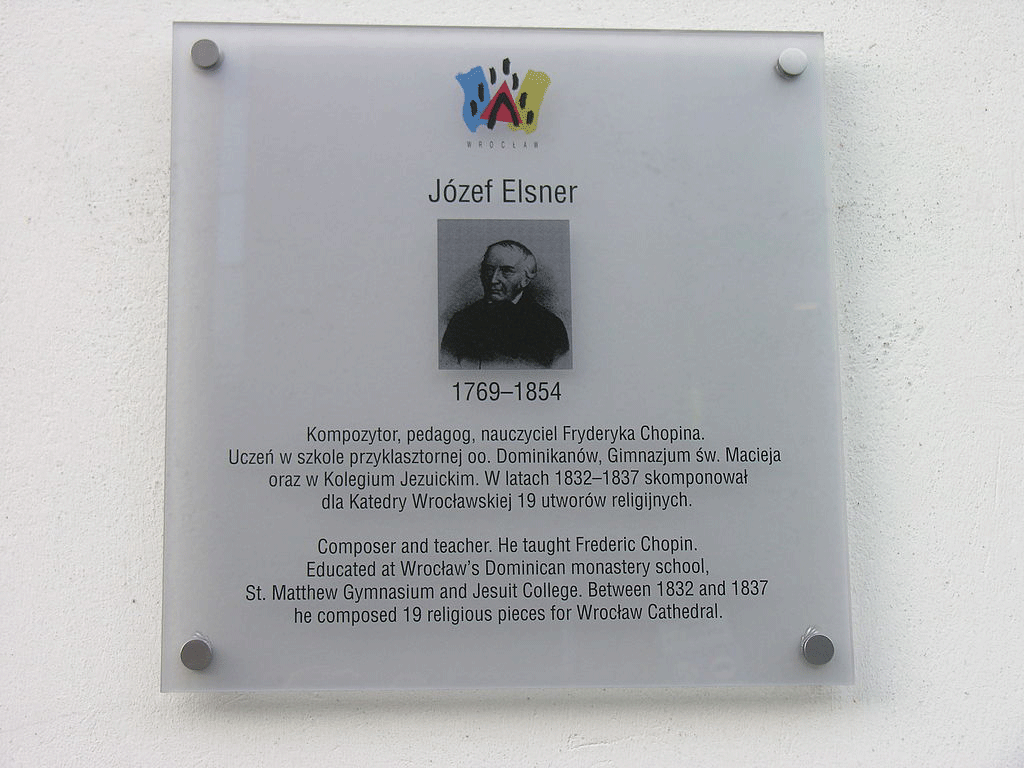 WROCŁAW
Józef Elsner
1769–1854
Kompozytor, pedagog, nauczyciel Fryderyka Chopina.
Uczeń w szkole przyklasztornej oo. Dominikanów, Gimnazjum św. Macieja
oraz w Kolegium Jezuickim. W latach 1832–1837 skomponował
dla Katedry Wrocławskiej 19 utworów religijnych.
Composer and teacher. He taught Frederic Chopin.
Educated at Wrocław's Dominican monastery school,
St. Matthew Gymnasium and Jesuit College. Between 1832 and 1837
he composed 19 religious pieces for Wrocław Cathedral.